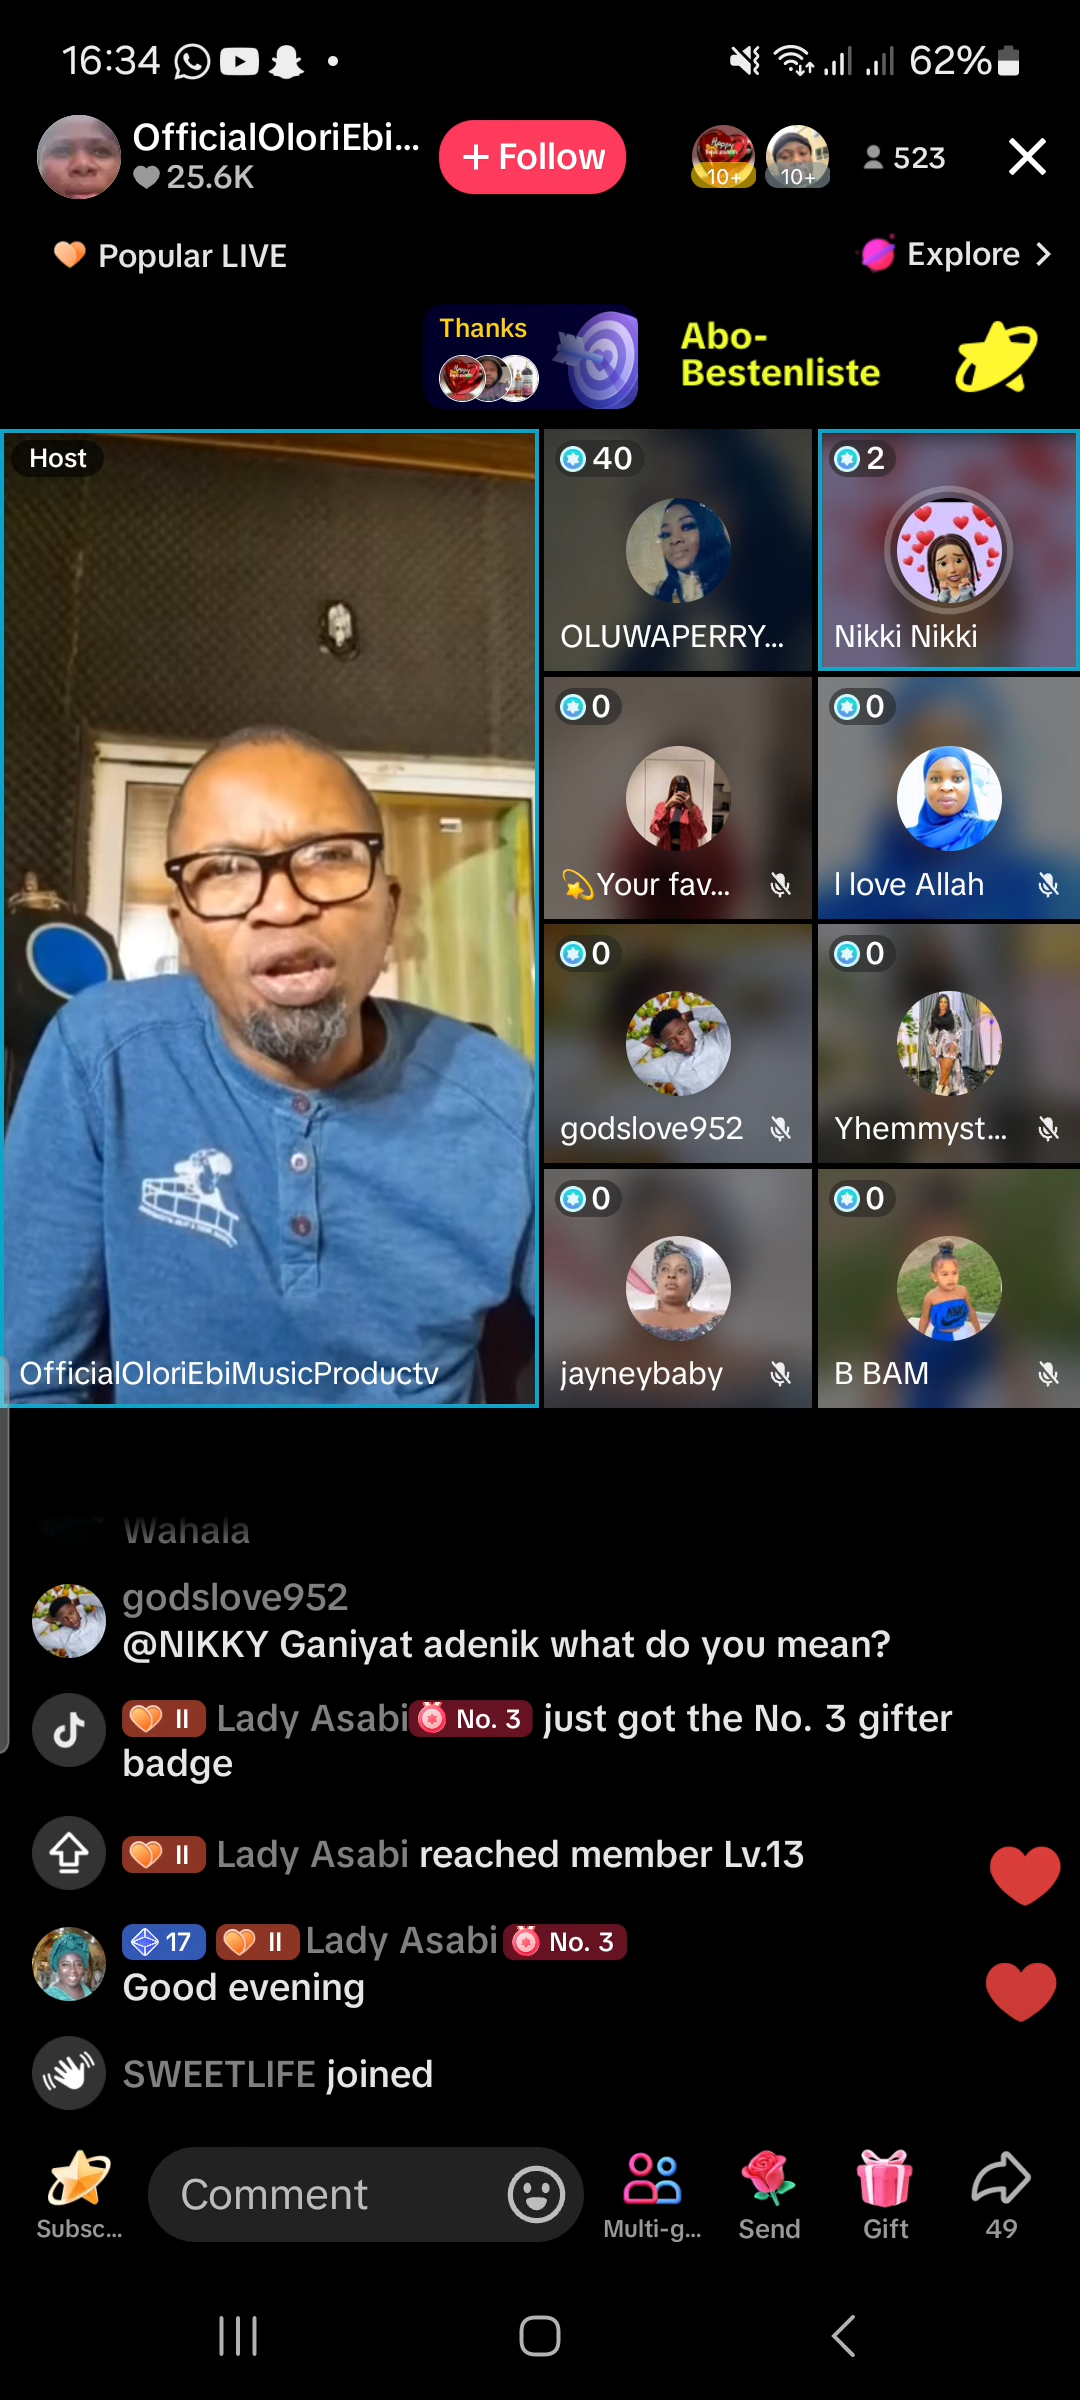 16:34
62%
OfficialOloriEbi...
25.6K
+ Follow
10+
10+
523
Popular LIVE
Explore >
Thanks
Abo-
Bestenliste
Host
40
OLUWAPERRY...
2
Nikki Nikki
0
Your fav...
0
I love Allah
0
godslove952
0
Yhemmyst...
0
jayneybaby
0
B BAM
OfficialOloriEbiMusicProductv
Wahala
godslove952
@NIKKY Ganiyat adenik what do you mean?
II Lady Asabi No. 3 just got the No. 3 gifter
badge
II Lady Asabi reached member Lv.13
17 II Lady Asabi No. 3
Good evening
SWEETLIFE joined
Subsc...
Comment
Multi-g...
Send
Gift
49